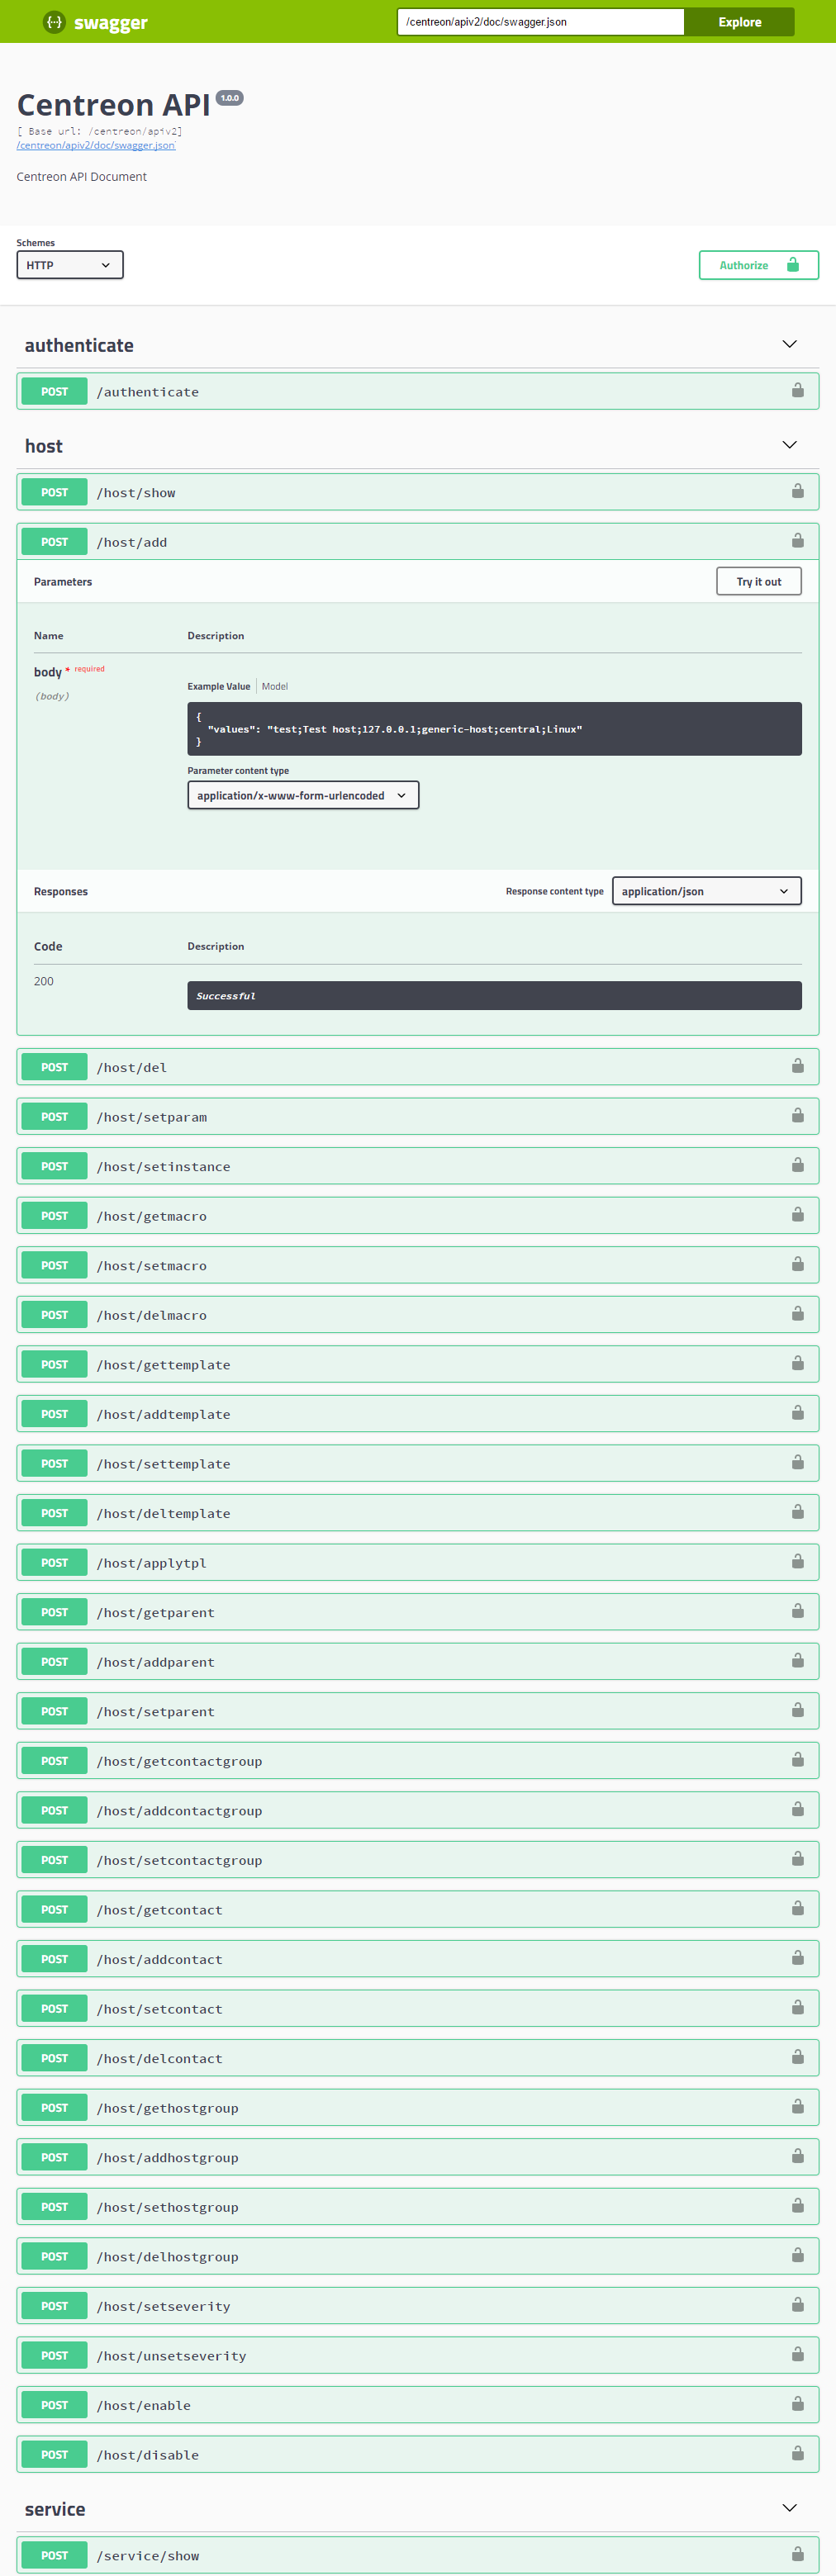 swagger
/centreon/apiv2/doc/swagger.json
Explore
Centreon API 1.0.0
[ Base url: /centreon/apiv2]
/centreon/apiv2/doc/swagger.json
Centreon API Document
Schemes
HTTP
Authorize
authenticate
POST /authenticate
host
POST /host/show
POST /host/add
Parameters
Try it out
Name Description
body * required
(body)
Example Value Model
{
"values": "test;Test host;127.0.0.1;generic-host;central;Linux"
}
Parameter content type
application/x-www-form-urlencoded
Responses
Response content type
application/json
Code Description
200
Successful
POST /host/del
POST /host/setparam
POST /host/setinstance
POST /host/getmacro
POST /host/setmacro
POST /host/delmacro
POST /host/gettemplate
POST /host/addtemplate
POST /host/settemplate
POST /host/deltemplate
POST /host/applytpl
POST /host/getparent
POST /host/addparent
POST /host/setparent
POST /host/getcontactgroup
POST /host/addcontactgroup
POST /host/setcontactgroup
POST /host/getcontact
POST /host/addcontact
POST /host/setcontact
POST /host/delcontact
POST /host/gethostgroup
POST /host/addhostgroup
POST /host/sethostgroup
POST /host/delhostgroup
POST /host/setseverity
POST /host/unsetseverity
POST /host/enable
POST /host/disable
service
POST /service/show